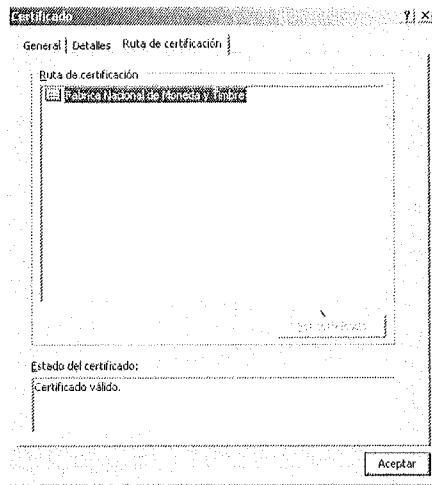 Certificado
General Detalles Ruta de certificación
Ruta de certificación
Fabrica Nacional de Moneda y Timbre
Estado del certificado:
Certificado válido.
Aceptar